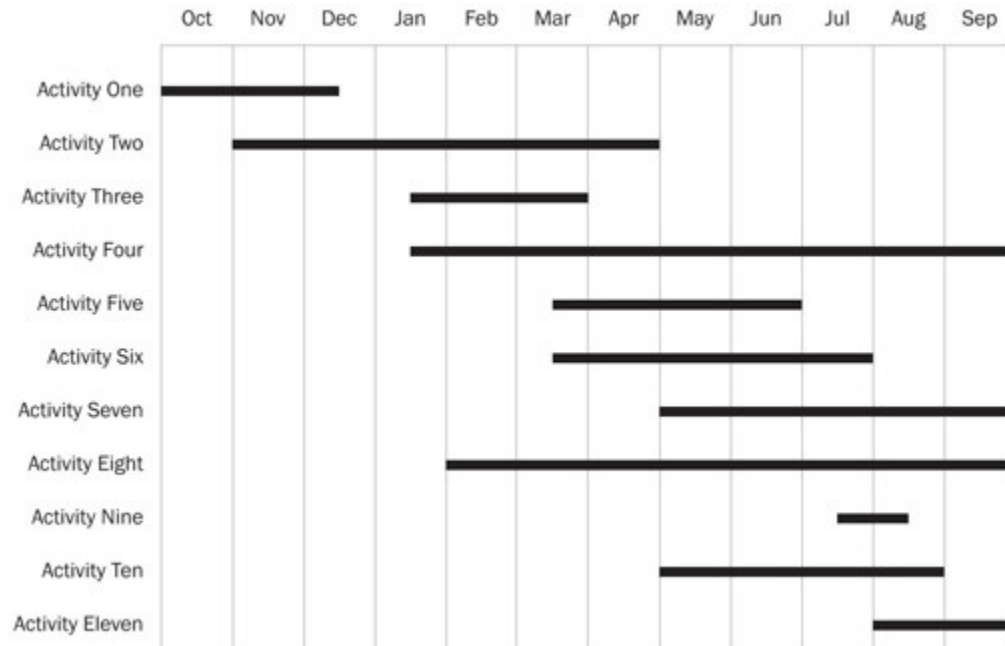 Oct Nov Dec Jan Feb Mar Apr May Jun Jul Aug Sep
Activity One
Activity Two
Activity Three
Activity Four
Activity Five
Activity Six
Activity Seven
Activity Eight
Activity Nine
Activity Ten
Activity Eleven